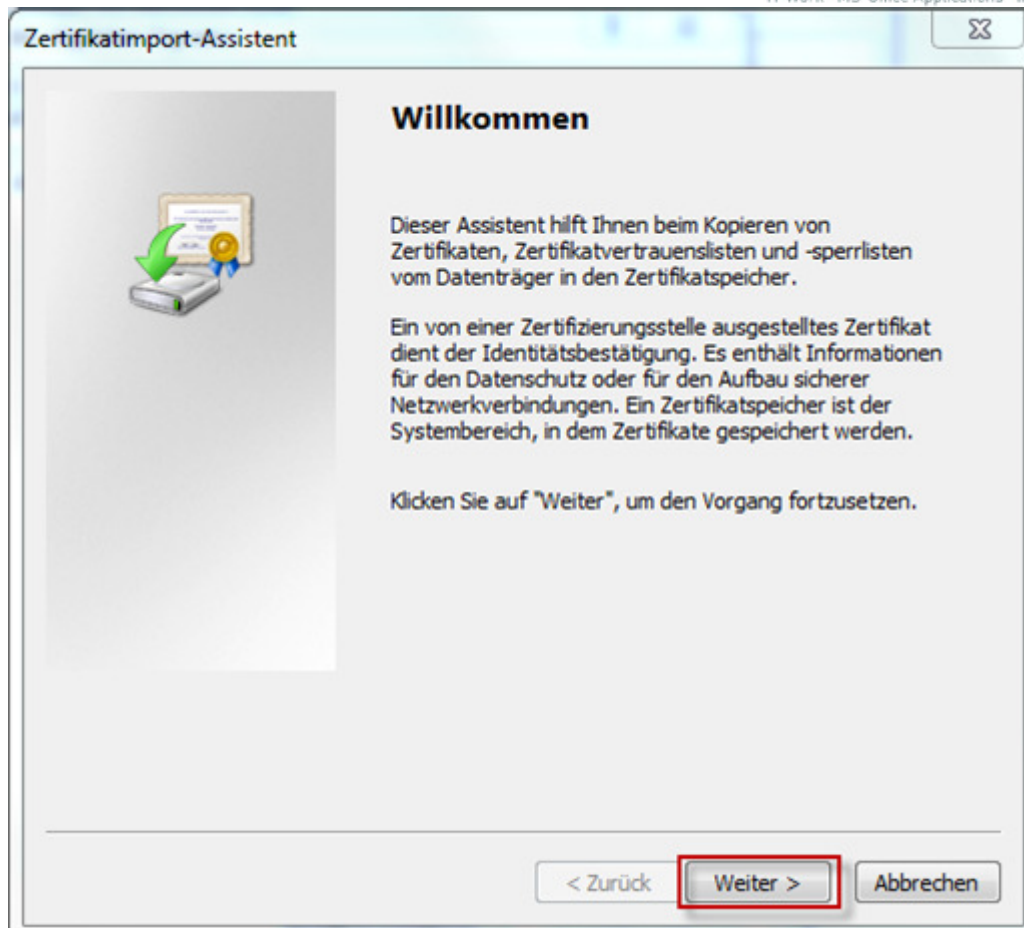 Zertifikatimport-Assistent
Willkommen
Dieser Assistent hilft Ihnen beim Kopieren von
Zertifikaten, Zertifikatvertrauenslisten und -sperrlisten
vom Datenträger in den Zertifikatspeicher.
Ein von einer Zertifizierungsstelle ausgestelltes Zertifikat
dient der Identitätsbestätigung. Es enthält Informationen
für den Datenschutz oder für den Aufbau sicherer
Netzwerkverbindungen. Ein Zertifikatspeicher ist der
Systembereich, in dem Zertifikate gespeichert werden.
Klicken Sie auf "Weiter", um den Vorgang fortzusetzen.
< Zurück
Weiter >
Abbrechen